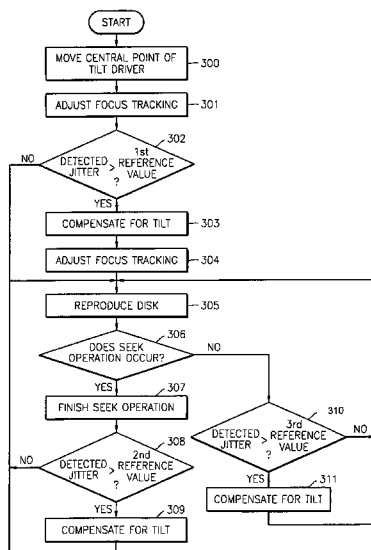 START
MOVE CENTRAL POINT OF
TILT DRIVER
300
ADJUST FOCUS TRACKING
301
302
NO
DETECTED JITTER > 1st REFERENCE VALUE
?
YES
COMPENSATE FOR TILT
303
ADJUST FOCUS TRACKING
304
REPRODUCE DISK
305
306
DOES SEEK
OPERATION OCCUR?
NO
YES
307
FINISH SEEK OPERATION
308
NO
DETECTED JITTER > 2nd REFERENCE VALUE
?
YES
309
COMPENSATE FOR TILT
310
DETECTED JITTER > 3rd REFERENCE VALUE
?
NO
YES
311
COMPENSATE FOR TILT